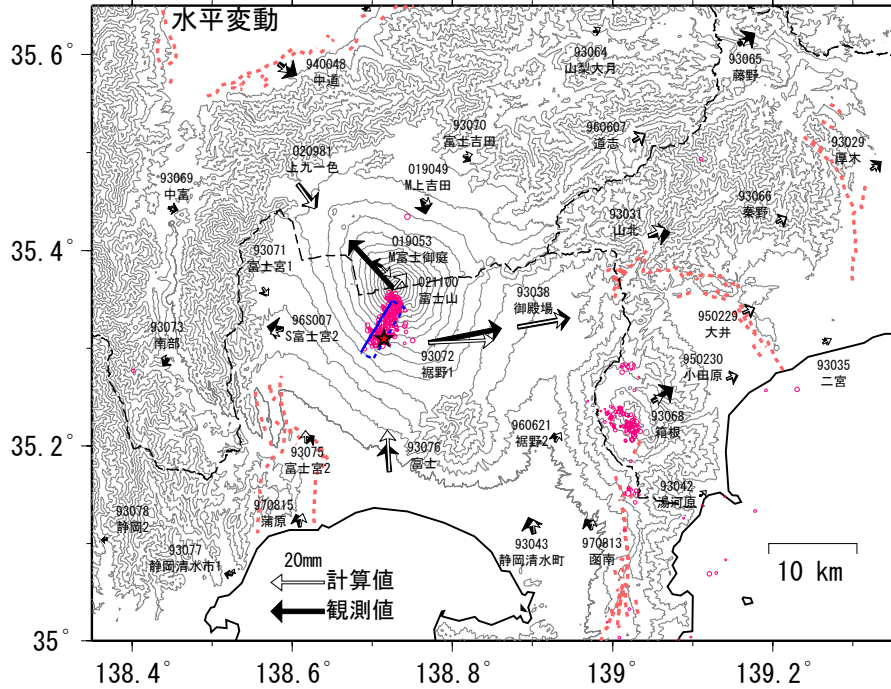 水平変動
35.6°
35.4°
35.2°
35°
93064
山梨大月
93065
藤野
940048
中道
93070
富士吉田
960607
道志
93029
厚木
020981
上九一色
019049
M上吉田
93069
中富
93066
秦野
93031
山北
019053
M富士御庭
93071
富士宮1
021100
富士山
93038
御殿場
96S007
S富士宮2
93073
南部
950229
大井
93072
裾野1
950230
小田原
93035
二宮
93068
箱根
960621
裾野2
93076
富士
93075
富士宮2
93042
湯河原
93078
静岡2
970815
蒲原
93077
静岡清水市1
93043
静岡清水町
970813
函南
20mm
計算値
観測値
10 km
138.4°
138.6°
138.8°
139°
139.2°